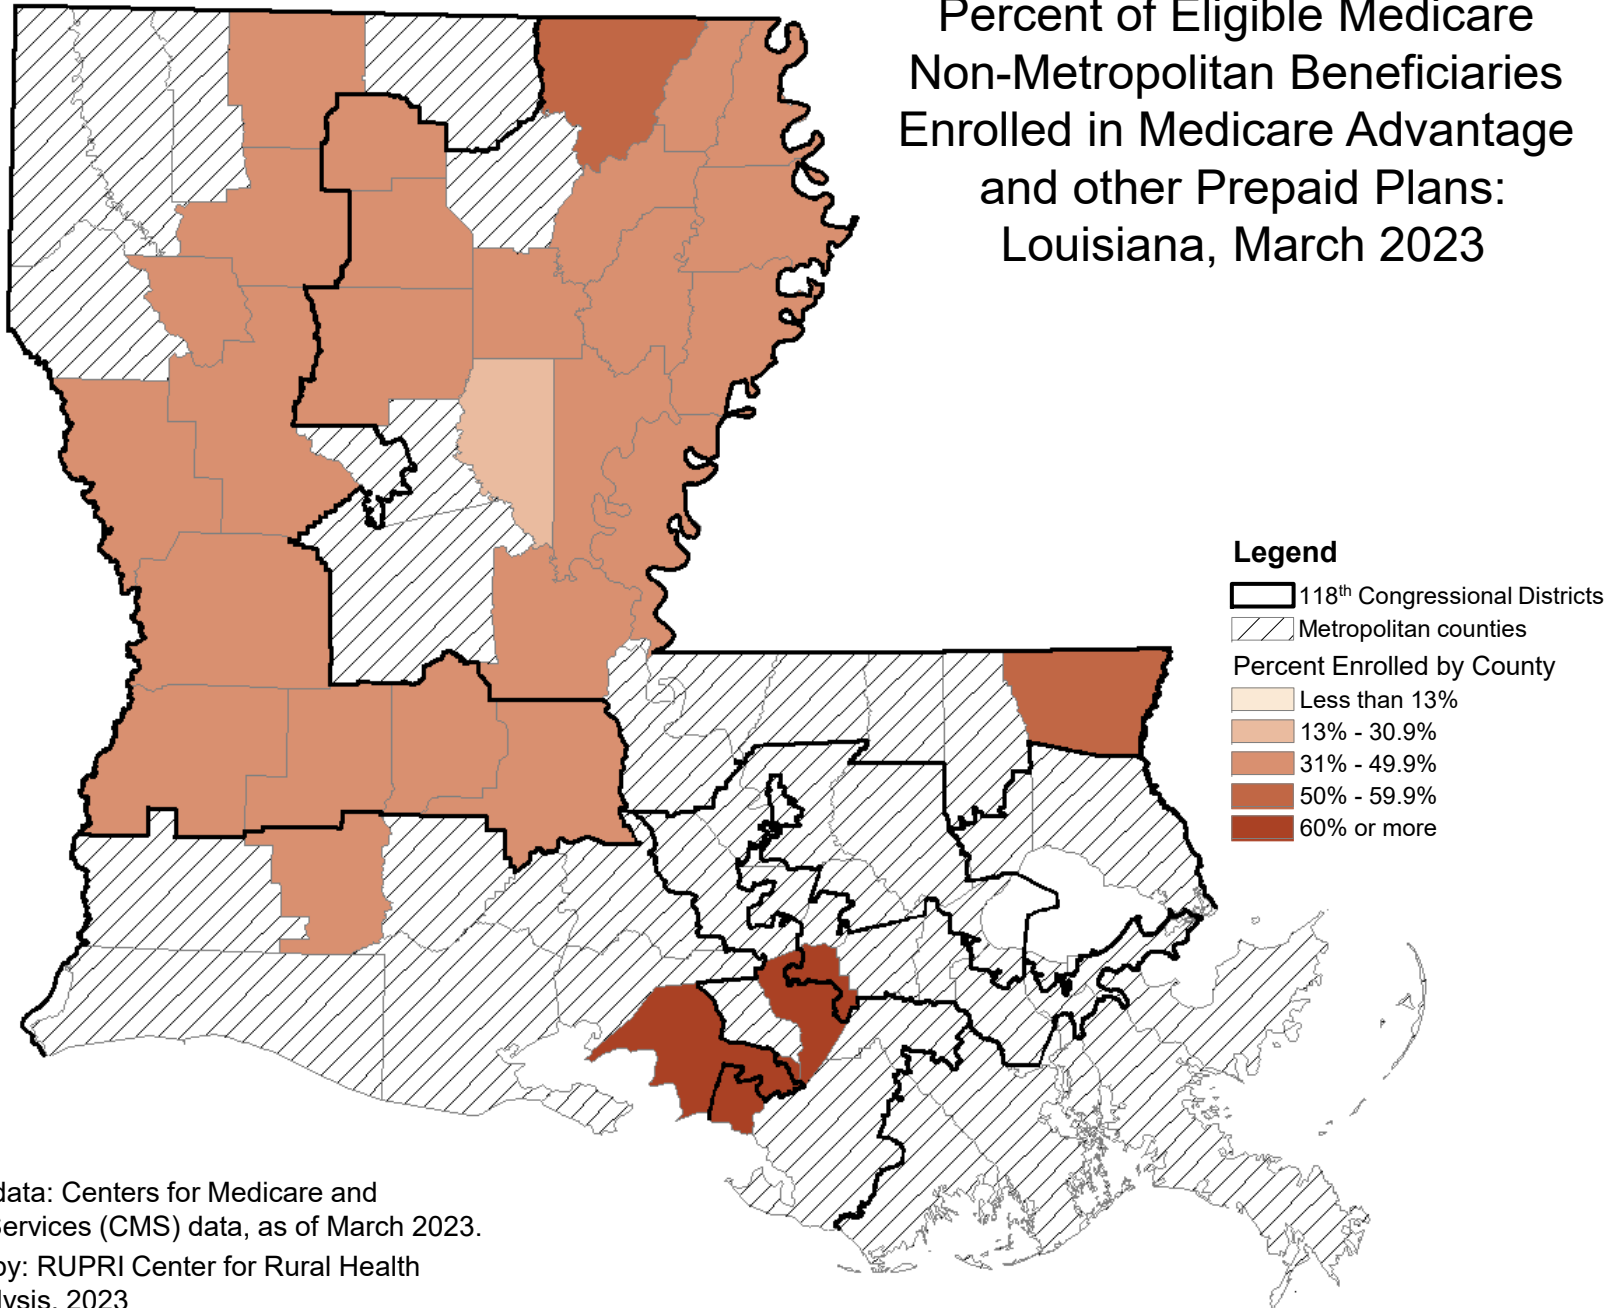 Percent of Eligible Medicare
Non-Metropolitan Beneficiaries
Enrolled in Medicare Advantage
and other Prepaid Plans:
Louisiana, March 2023
Legend
118th Congressional Districts
Metropolitan counties
Percent Enrolled by County
Less than 13%
13% - 30.9%
31% - 49.9%
50% - 59.9%
60% or more
data: Centers for Medicare and
Services (CMS) data, as of March 2023.
by: RUPRI Center for Rural Health
lysis, 2023